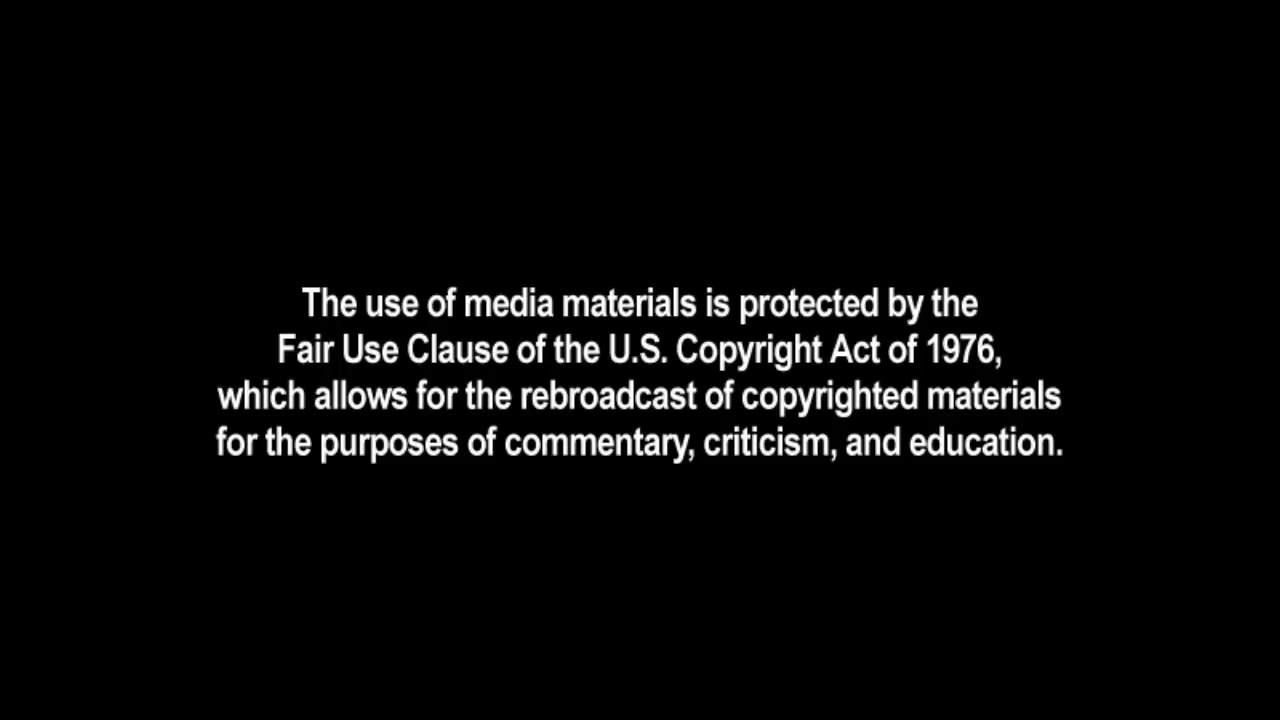 The use of media materials is protected by the
Fair Use Clause of the U.S. Copyright Act of 1976,
which allows for the rebroadcast of copyrighted materials
for the purposes of commentary, criticism, and education.